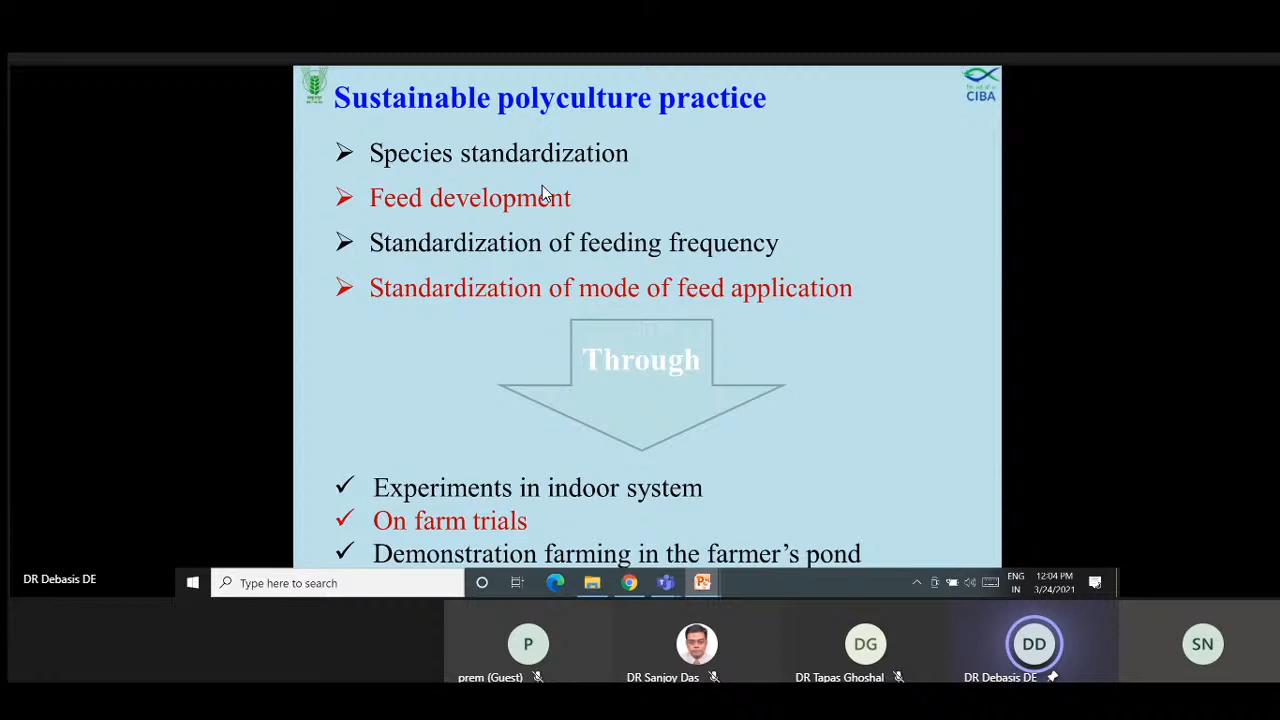 Sustainable polyculture practice
CIBA
Species standardization
Feed development
Standardization of feeding frequency
Standardization of mode of feed application
Through
Experiments in indoor system
On farm trials
Demonstration farming in the farmer's pond
DR Debasis DE
Type here to search
ENG
IN
12:04 PM
3/24/2021
P
DG
DD
SN
prem (Guest)
DR Sanjoy Das
DR Tapas Ghoshal
DR Debasis DE